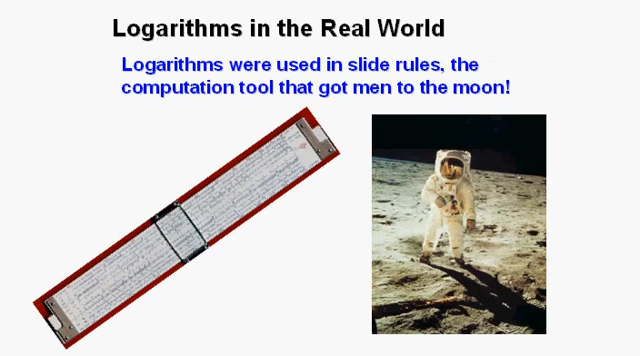 Logarithms in the Real World
Logarithms were used in slide rules, the
computation tool that got men to the moon!